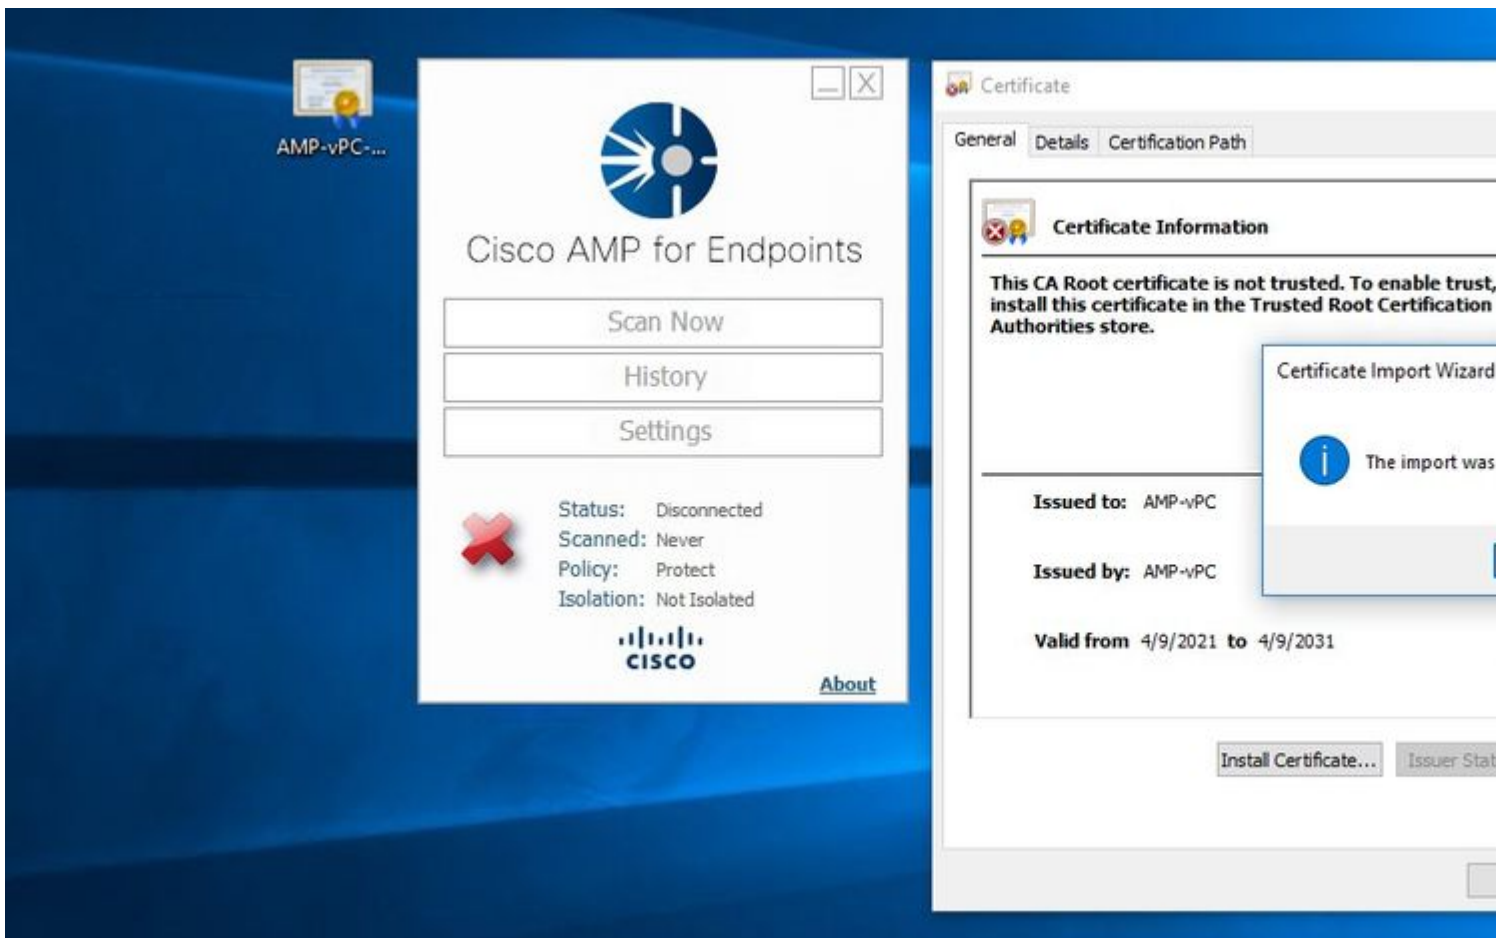 AMP-vPC-...
X
Cisco AMP for Endpoints
Scan Now
History
Settings
Status: Disconnected
Scanned: Never
Policy: Protect
Isolation: Not Isolated
CISCO
About
Certificate
General Details Certification Path
Certificate Information
This CA Root certificate is not trusted. To enable trust,
install this certificate in the Trusted Root Certification
Authorities store.
Certificate Import Wizard
The import was
Issued to: AMP-vPC
Issued by: AMP-vPC
Valid from 4/9/2021 to 4/9/2031
Install Certificate... Issuer Stat